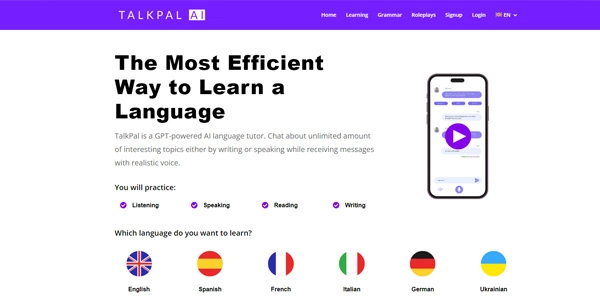 TALKPAL AI
Home Learning Grammar Roleplays Signup Login EN
The Most Efficient
Way to Learn a
Language
TalkPal is a GPT-powered AI language tutor. Chat about unlimited amount
of interesting topics either by writing or speaking while receiving messages
with realistic voice.
You will practice:
Listening Speaking Reading Writing
Which language do you want to learn?
English Spanish French Italian German Ukrainian